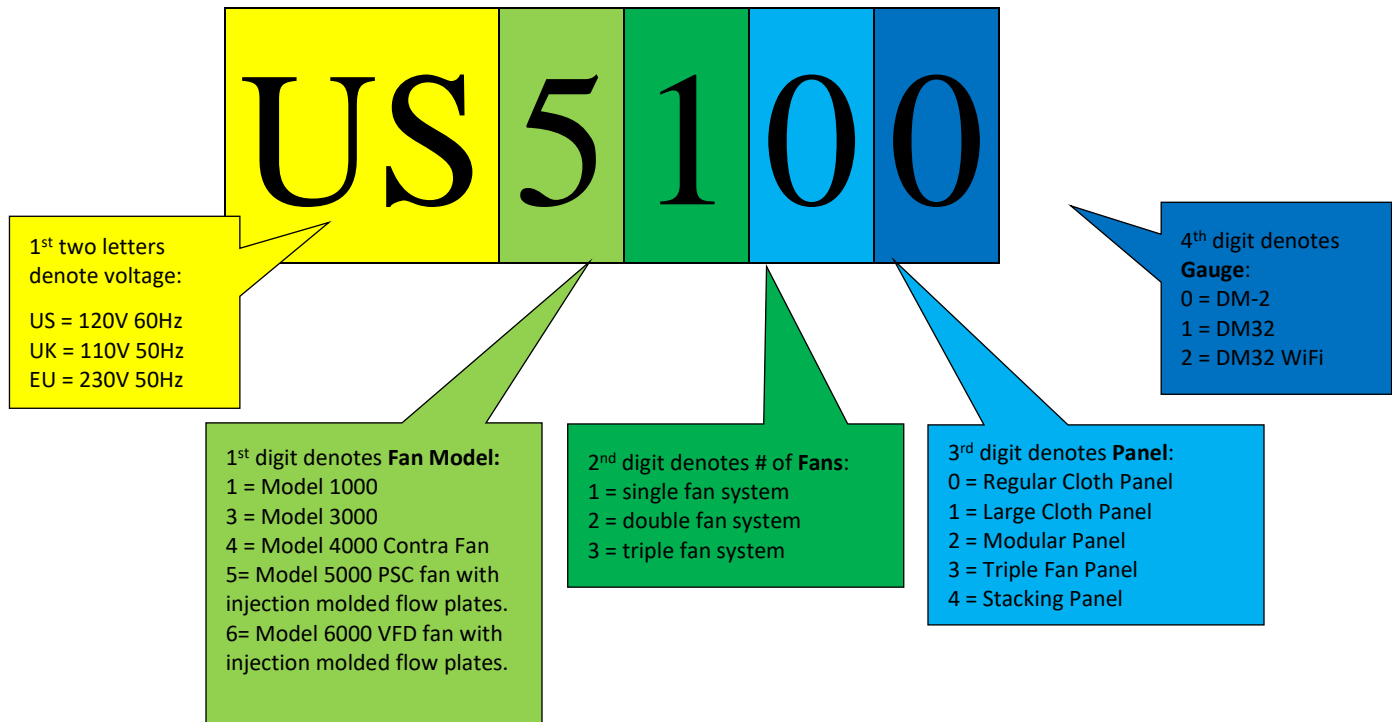 US5100
1st two letters
denote voltage:
US = 120V 60Hz
UK = 110V 50Hz
EU = 230V 50Hz
1st digit denotes Fan Model:
1 = Model 1000
3 = Model 3000
4 = Model 4000 Contra Fan
5= Model 5000 PSC fan with
injection molded flow plates.
6= Model 6000 VFD fan with
injection molded flow plates.
2nd digit denotes # of Fans:
1 = single fan system
2 = double fan system
3 = triple fan system
3rd digit denotes Panel:
0 = Regular Cloth Panel
1 = Large Cloth Panel
2 = Modular Panel
3 = Triple Fan Panel
4 = Stacking Panel
4th digit denotes
Gauge:
0 = DM-2
1 = DM32
2 = DM32 WiFi